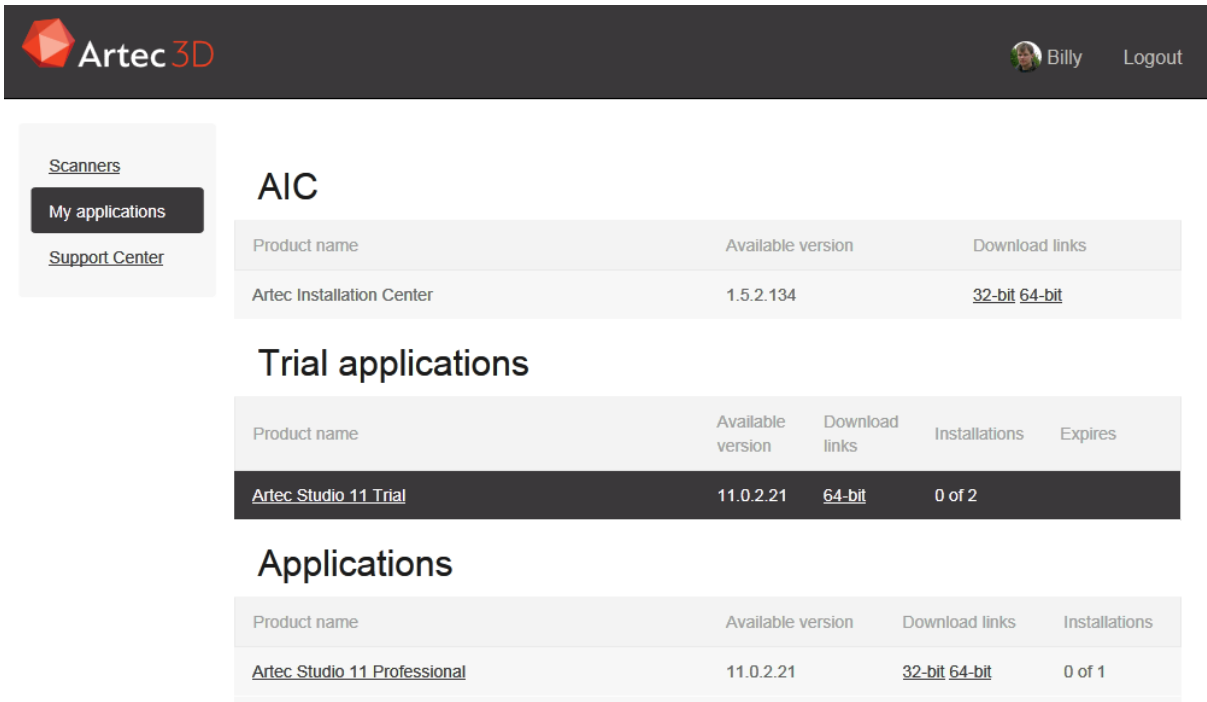 Artec 3D
Billy Logout
Scanners
My applications
Support Center
AIC
Product name Available version Download links
Artec Installation Center 1.5.2.134 32-bit 64-bit
Trial applications
Product name Available version Download links Installations Expires
Artec Studio 11 Trial 11.0.2.21 64-bit 0 of 2
Applications
Product name Available version Download links Installations
Artec Studio 11 Professional 11.0.2.21 32-bit 64-bit 0 of 1